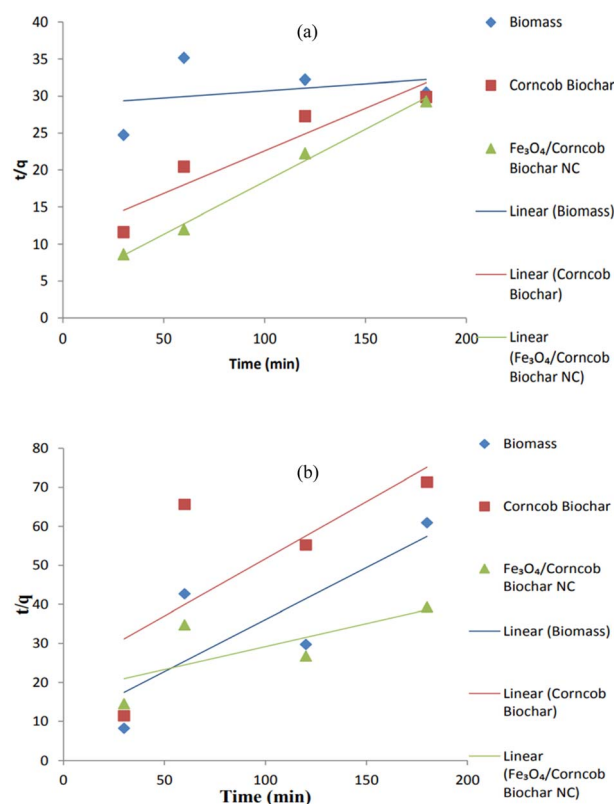 (a)
40
35
30
25
20
15
10
5
0
t/q
0 50 100 150 200
Time (min)
Biomass
Corncob Biochar
Fe₃O₄/Corncob
Biochar NC
Linear (Biomass)
Linear (Corncob
Biochar)
Linear
(Fe₃O₄/Corncob
Biochar NC)
(b)
80
70
60
50
40
30
20
10
0
t/q
0 50 100 150 200
Time (min)
Biomass
Corncob Biochar
Fe₃O₄/Corncob
Biochar NC
Linear (Biomass)
Linear (Corncob
Biochar)
Linear
(Fe₃O₄/Corncob
Biochar NC)